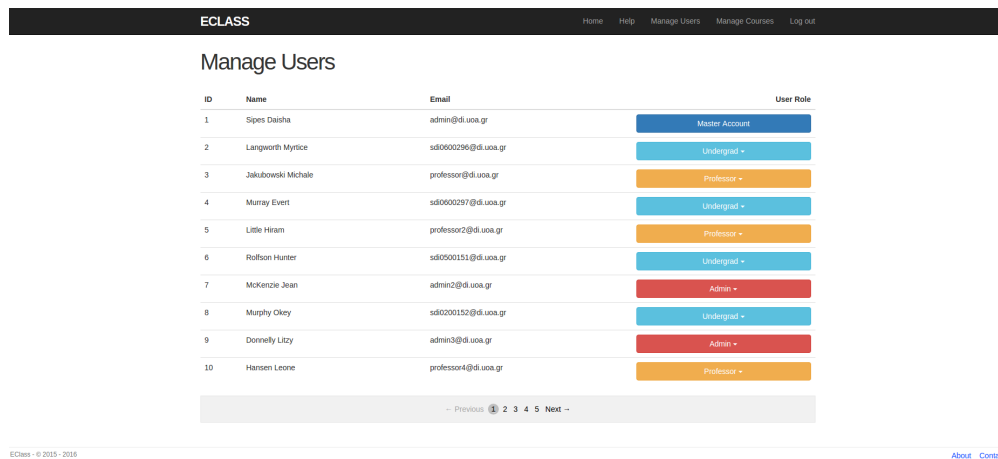 ECLASS Home Help Manage Users Manage Courses Log out
Manage Users
ID Name Email User Role
1 Sipes Daisha admin@di.uoa.gr Master Account
2 Langworth Myrtice sdi0600296@di.uoa.gr Undergrad
3 Jakubowski Michale professor@di.uoa.gr Professor
4 Murray Evert sdi0600297@di.uoa.gr Undergrad
5 Little Hiram professor2@di.uoa.gr Professor
6 Rolfson Hunter sdi0500151@di.uoa.gr Undergrad
7 McKenzie Jean admin2@di.uoa.gr Admin
8 Murphy Okey sdi0200152@di.uoa.gr Undergrad
9 Donnelly Litzy admin3@di.uoa.gr Admin
10 Hansen Leone professor4@di.uoa.gr Professor
← Previous 1 2 3 4 5 Next →
EClass - © 2015 - 2016 About Conta